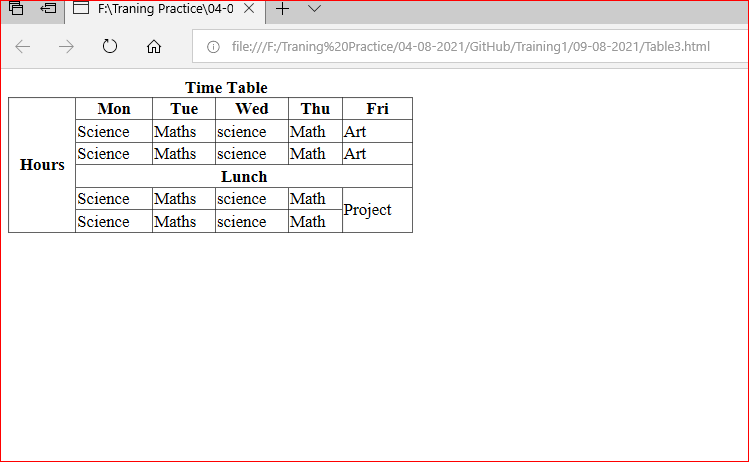 F:\Traning Practice\04-0
file:///F:/Traning%20Practice/04-08-2021/GitHub/Training1/09-08-2021/Table3.html
Time Table
Hours Mon Tue Wed Thu Fri
Science Maths science Math Art
Science Maths science Math Art
Lunch
Science Maths science Math Project
Science Maths science Math